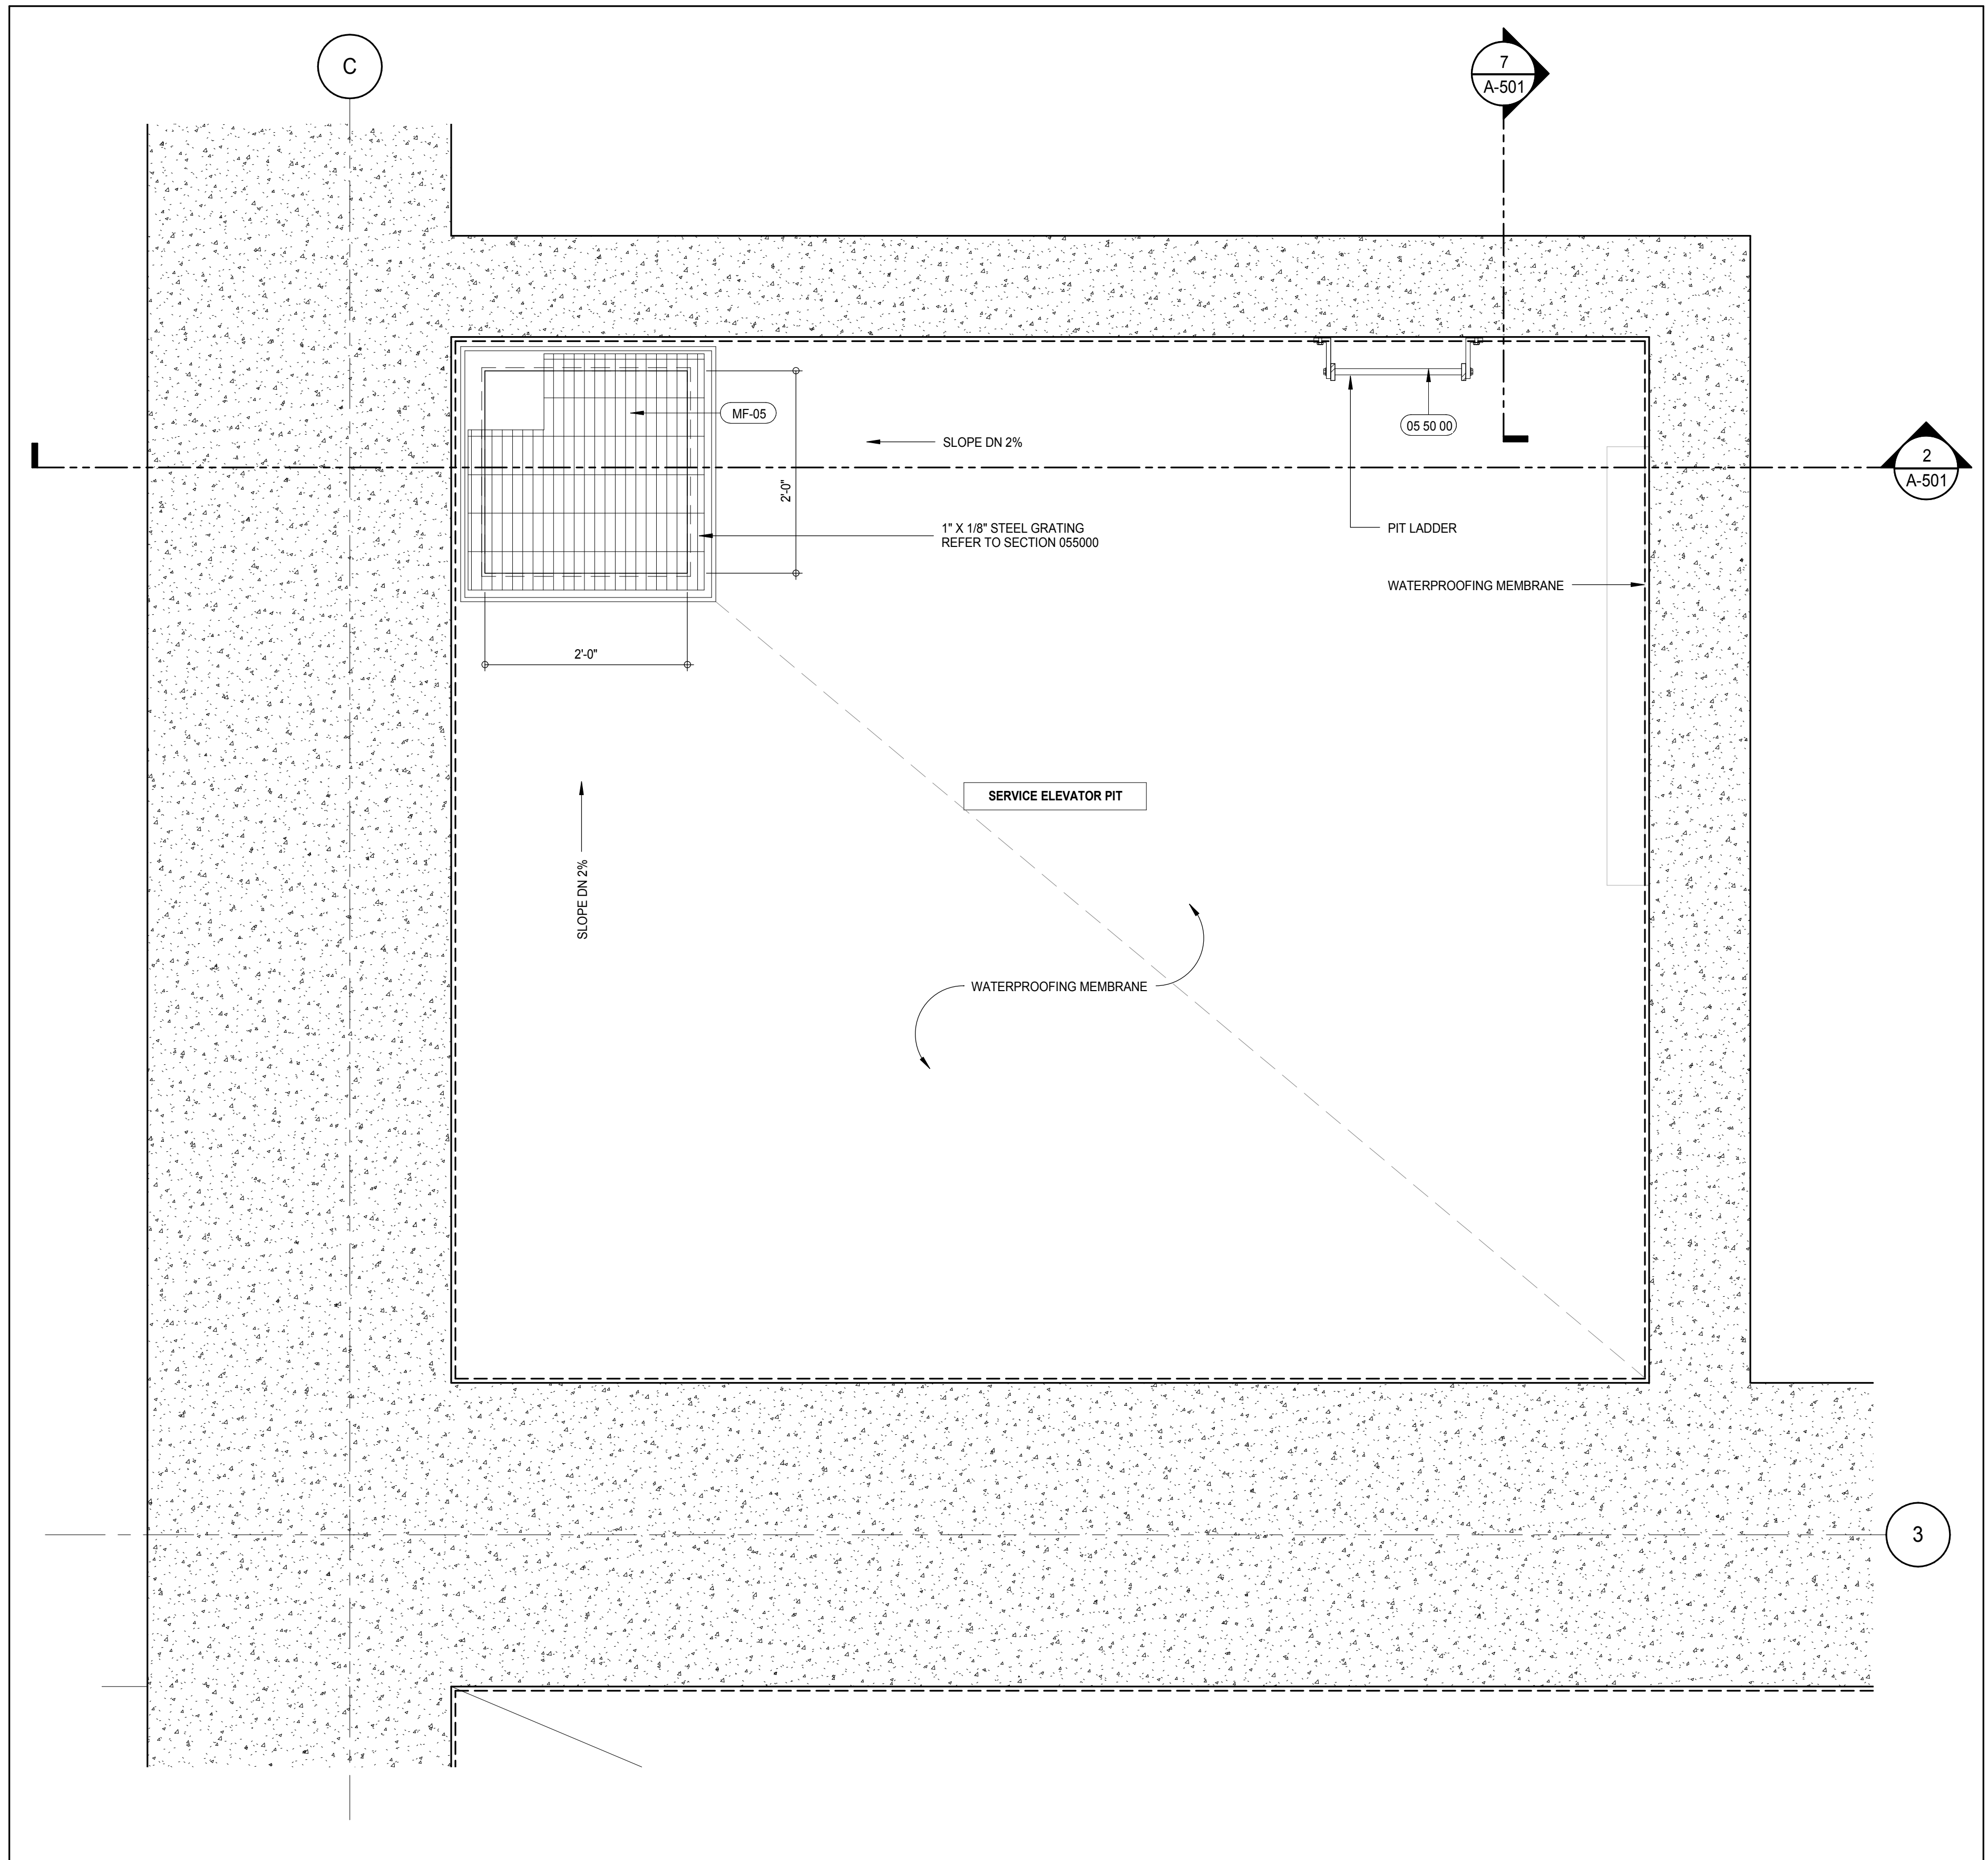 C
7
A-501
MF-05
05 50 00
SLOPE DN 2%
2
A-501
2'-0"
1" X 1/8" STEEL GRATING
REFER TO SECTION 055000
PIT LADDER
WATERPROOFING MEMBRANE
2'-0"
SERVICE ELEVATOR PIT
SLOPE DN 2%
WATERPROOFING MEMBRANE
3